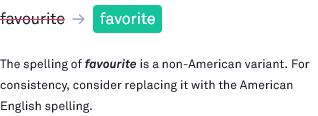 favourite → favorite
The spelling of favourite is a non-American variant. For
consistency, consider replacing it with the American
English spelling.